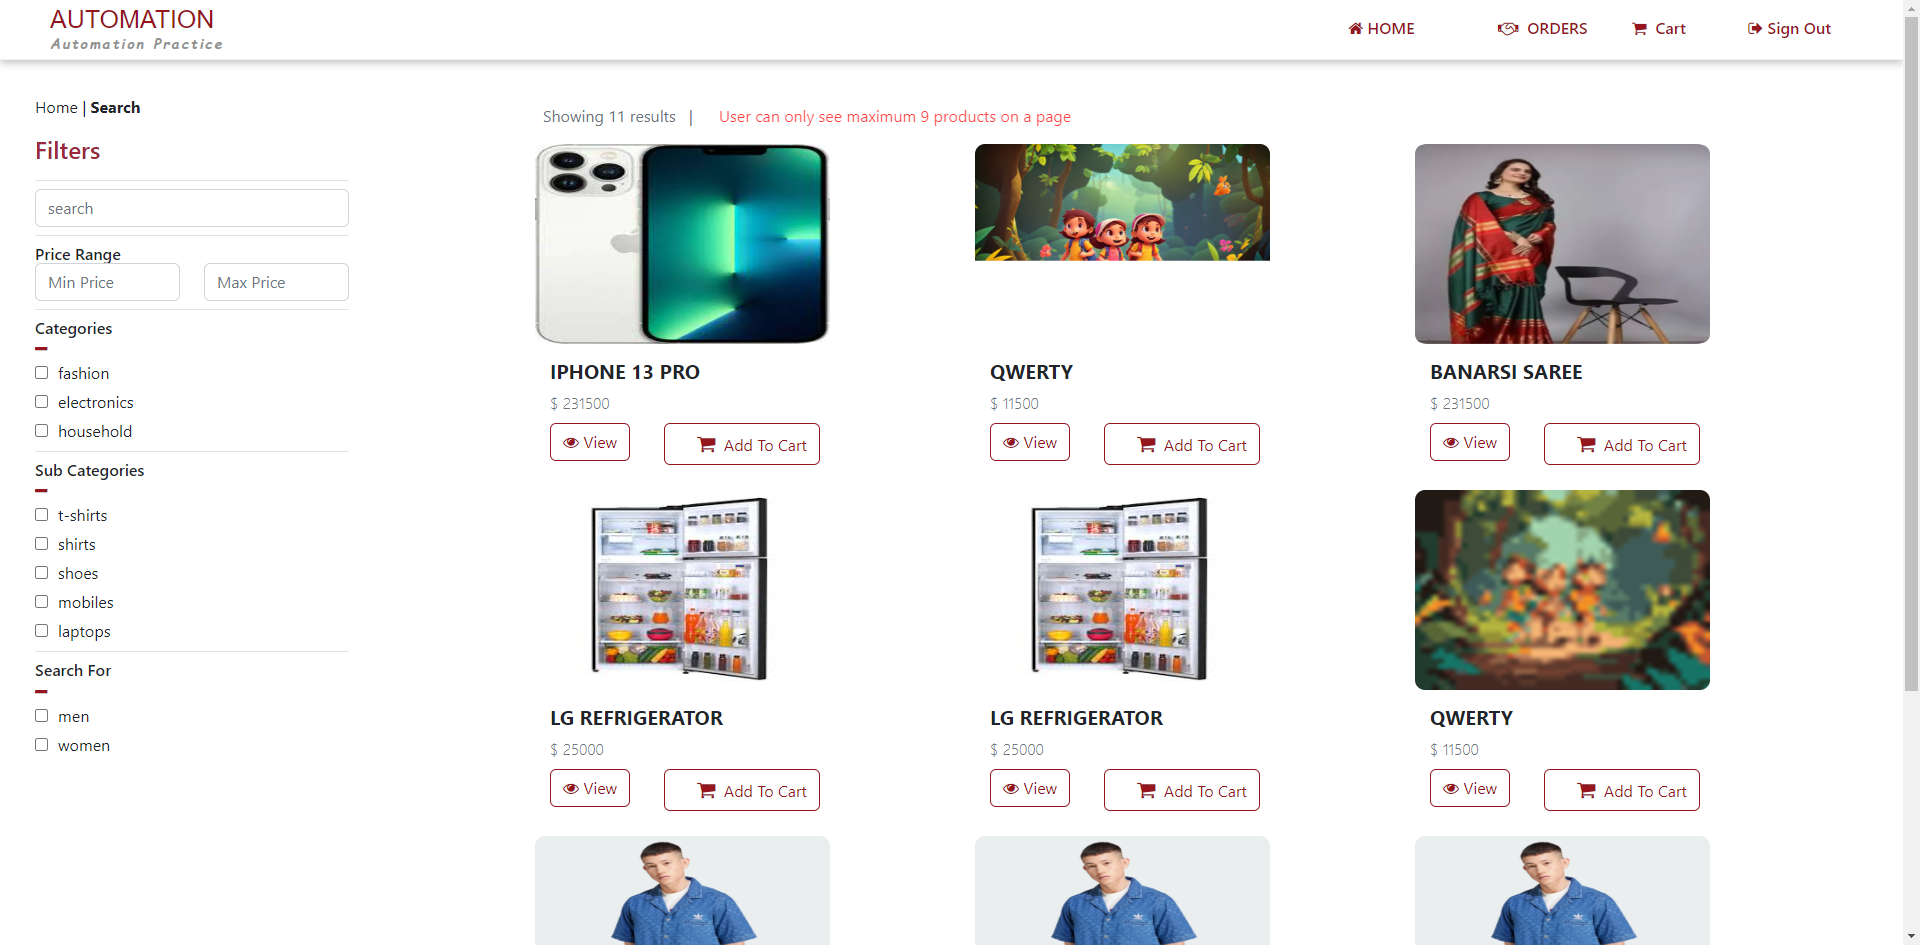 AUTOMATION
Automation Practice
HOME
ORDERS
Cart
Sign Out
Home | Search
Filters
search
Price Range
Min Price
Max Price
Categories
fashion
electronics
household
Sub Categories
t-shirts
shirts
shoes
mobiles
laptops
Search For
men
women
Showing 11 results | User can only see maximum 9 products on a page
IPHONE 13 PRO
$ 231500
View
Add To Cart
QWERTY
$ 11500
View
Add To Cart
BANARSI SAREE
$ 231500
View
Add To Cart
LG REFRIGERATOR
$ 25000
View
Add To Cart
LG REFRIGERATOR
$ 25000
View
Add To Cart
QWERTY
$ 11500
View
Add To Cart